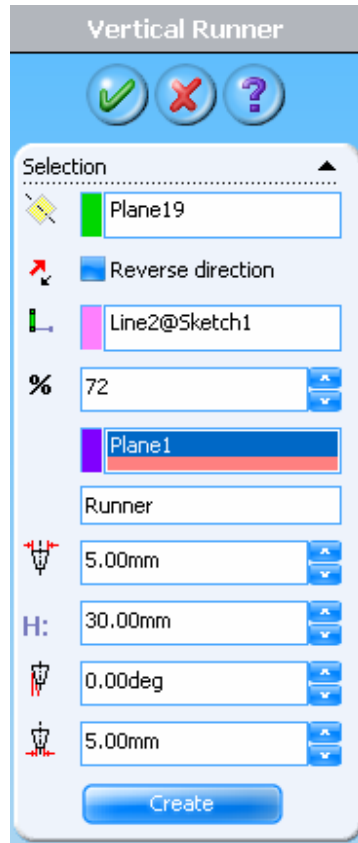 Vertical Runner
?
Selection
Plane19
Reverse direction
Line2@Sketch1
% 72
Plane1
Runner
5.00mm
H: 30.00mm
0.00deg
5.00mm
Create